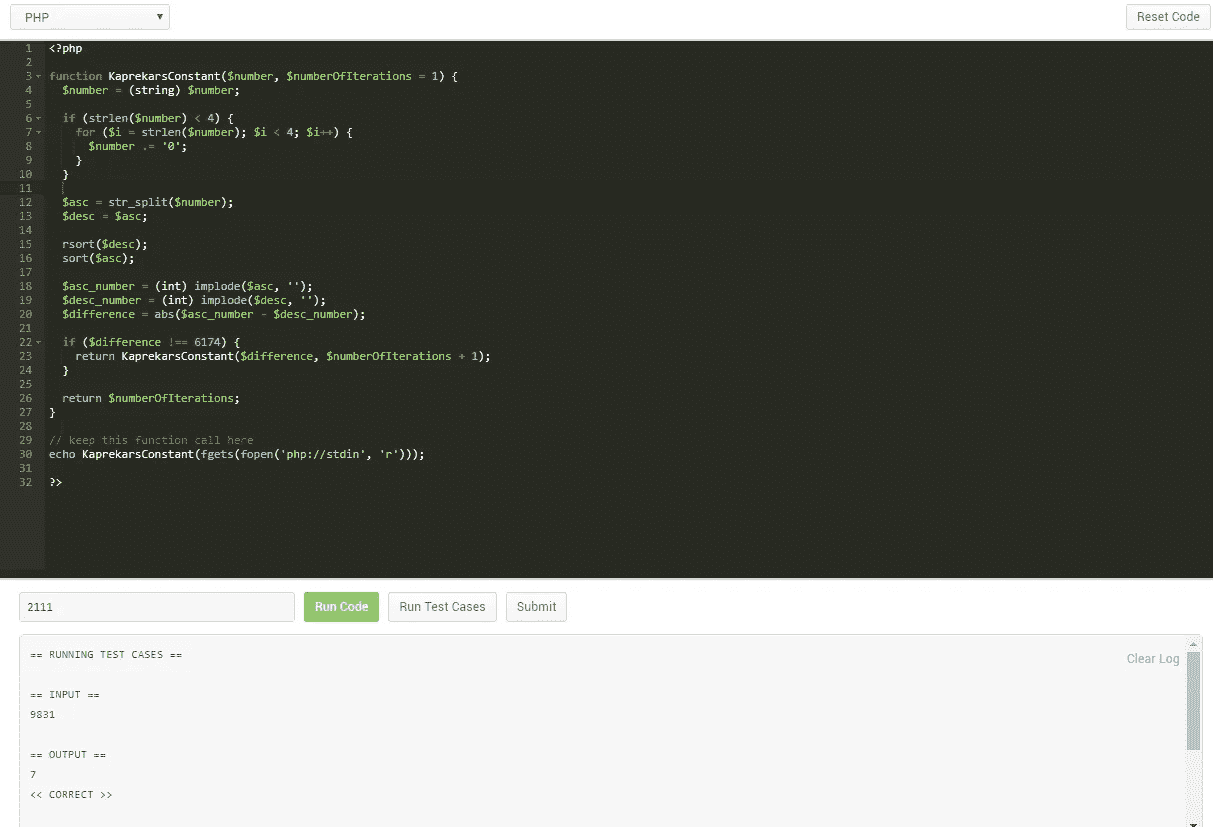 PHP
Reset Code
1 <?php
2
3 function KaprekarsConstant($number, $numberOfIterations = 1) {
4   $number = (string) $number;
5
6   if (strlen($number) < 4) {
7     for ($i = strlen($number); $i < 4; $i++) {
8       $number .= '0';
9     }
10   }
11
12   $asc = str_split($number);
13   $desc = $asc;
14
15   rsort($desc);
16   sort($asc);
17
18   $asc_number = (int) implode($asc, '');
19   $desc_number = (int) implode($desc, '');
20   $difference = abs($asc_number - $desc_number);
21
22   if ($difference !== 6174) {
23     return KaprekarsConstant($difference, $numberOfIterations + 1);
24   }
25
26   return $numberOfIterations;
27 }
28
29 // keep this function call here
30 echo KaprekarsConstant(fgets(fopen('php://stdin', 'r')));
31
32 ?>
2111 Run Code Run Test Cases Submit
== RUNNING TEST CASES ==
Clear Log
== INPUT ==
9831
== OUTPUT ==
7
<< CORRECT >>